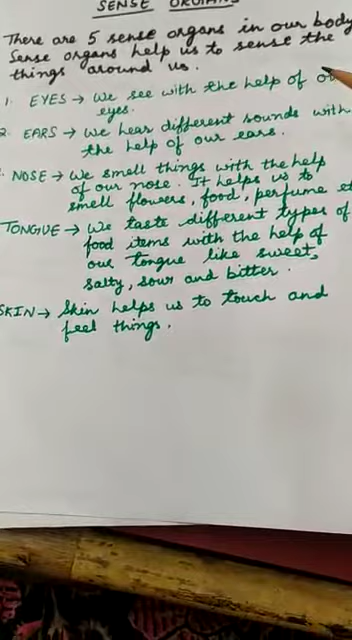 SENSE ORGANS
There are 5 sense organs in our body
Sense organs help us to sense the
things around us.
1. EYES → We see with the help of
eyes.
2. EARS → We hear different sounds with
the help of our ears.
NOSE → We smell things with the help
of our nose. It helps us to
smell flowers, food, perfume
TONGUE → We taste different types of
food items with the help of
our tongue like sweet,
salty, sour and bitter.
SKIN → Skin helps us to touch and
feel things.